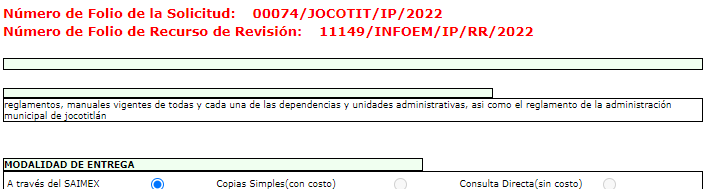 Número de Folio de la Solicitud: 00074/JOCOTIT/IP/2022
Número de Folio de Recurso de Revisión: 11149/INFOEM/IP/RR/2022
reglamentos, manuales vigentes de todas y cada una de las dependencias y unidades administrativas, asi como el reglamento de la administración
municipal de jocotitlán
MODALIDAD DE ENTREGA
A través del SAIMEX Copias Simples(con costo) Consulta Directa(sin costo)